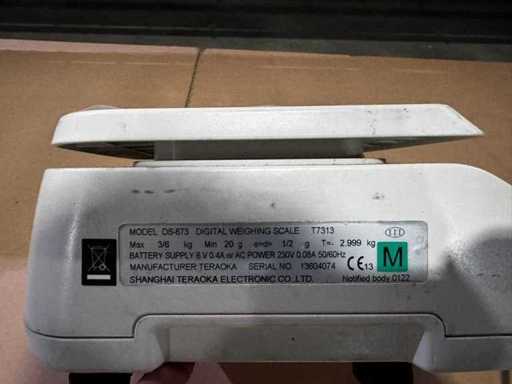 MODEL DS-673 DIGITAL WEIGHING SCALE T7313
Max 3/6 kg Min 20 g e=d= 1/2 g T=- 2.999 kg
BATTERY SUPPLY 6 V 0.4A or AC POWER 230V 0.08A 50/60Hz
MANUFACTURER TERAOKA SERIAL NO. 13604074 CE 13 M
SHANGHAI TERAOKA ELECTRONIC CO., LTD. Notified body 0122